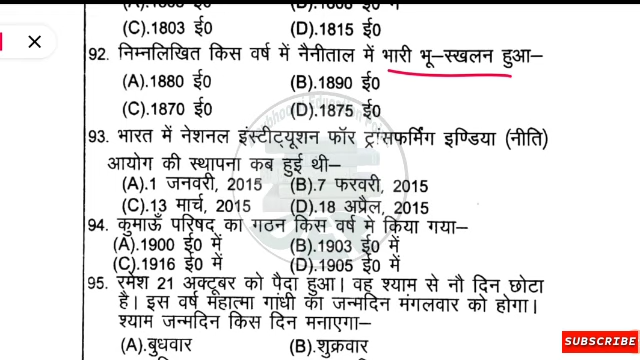 (C).1803 ई0 (D).1815 ई0
92. निम्नलिखित किस वर्ष में नैनीताल में भारी भू–स्खलन हुआ–
(A).1880 ई0 (B).1890 ई0
(C).1870 ई0 (D).1875 ई0
93. भारत में नेशनल इंस्टीट्यूशन फॉर ट्रांसफर्मिंग इण्डिया (नीति)
आयोग की स्थापना कब हुई थी–
(A).1 जनवरी, 2015 (B).7 फरवरी, 2015
(C).13 मार्च, 2015 (D).18 अप्रैल, 2015
94. कुमाऊँ परिषद् का गठन किस वर्ष मे किया गया–
(A).1900 ई0 में (B).1903 ई0 में
(C).1916 ई0 में (D).1905 ई0 में
95. रमेश 21 अक्टूबर को पैदा हुआ। वह श्याम से नौ दिन छोटा
है। इस वर्ष महात्मा गांधी का जन्मदिन मंगलवार को होगा।
श्याम जन्मदिन किस दिन मनाएगा–
(A).बुधवार (B).शुक्रवार
SUBSCRIBE